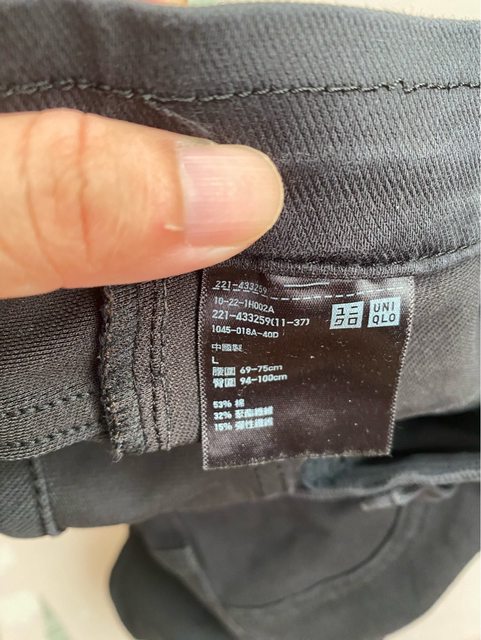 221-433259
10-22-1H002A
221-433259(11-37)
1045-018A-40D
ユニ
クロ
UNI
QLO
中國製
L
腰圍 69-75cm
臀圍 94-100cm
53% 棉
32% 聚酯纖維
15% 彈性纖維